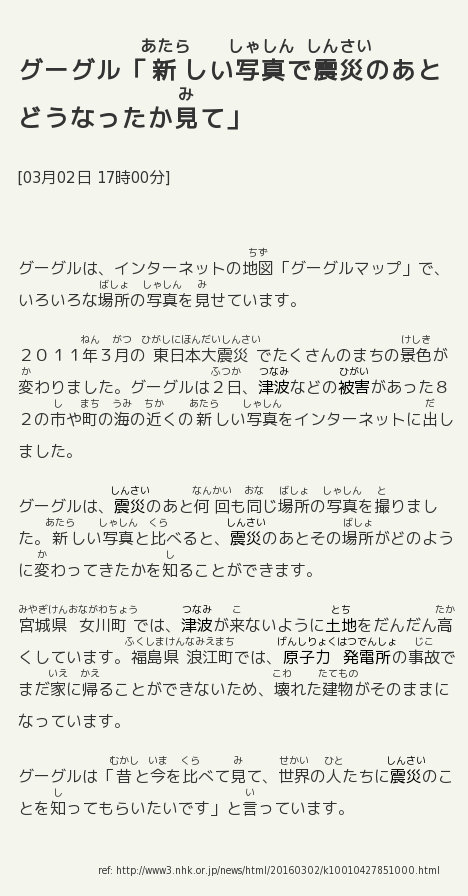 グーグル「新しい写真で震災のあと
どうなったか見て」
[03月02日 17時00分]
グーグルは、インターネットの地図「グーグルマップ」で、
いろいろな場所の写真を見せています。
２０１１年３月の 東日本大震災 でたくさんのまちの景色が
変わりました。グーグルは２日、津波などの被害があった８
２の市や町の海の近くの新しい写真をインターネットに出し
ました。
グーグルは、震災のあと何回も同じ場所の写真を撮りまし
た。新しい写真と比べると、震災のあとその場所がどのよう
に変わってきたかを知ることができます。
宮城県 女川町 では、津波が来ないように土地をだんだん高
くしています。福島県 浪江町では、原子力 発電所の事故で
まだ家に帰ることができないため、壊れた建物がそのままに
なっています。
グーグルは「昔と今を比べて見て、世界の人たちに震災のこ
とを知ってもらいたいです」と言っています。
ref: http://www3.nhk.or.jp/news/html/20160302/k10010427851000.html